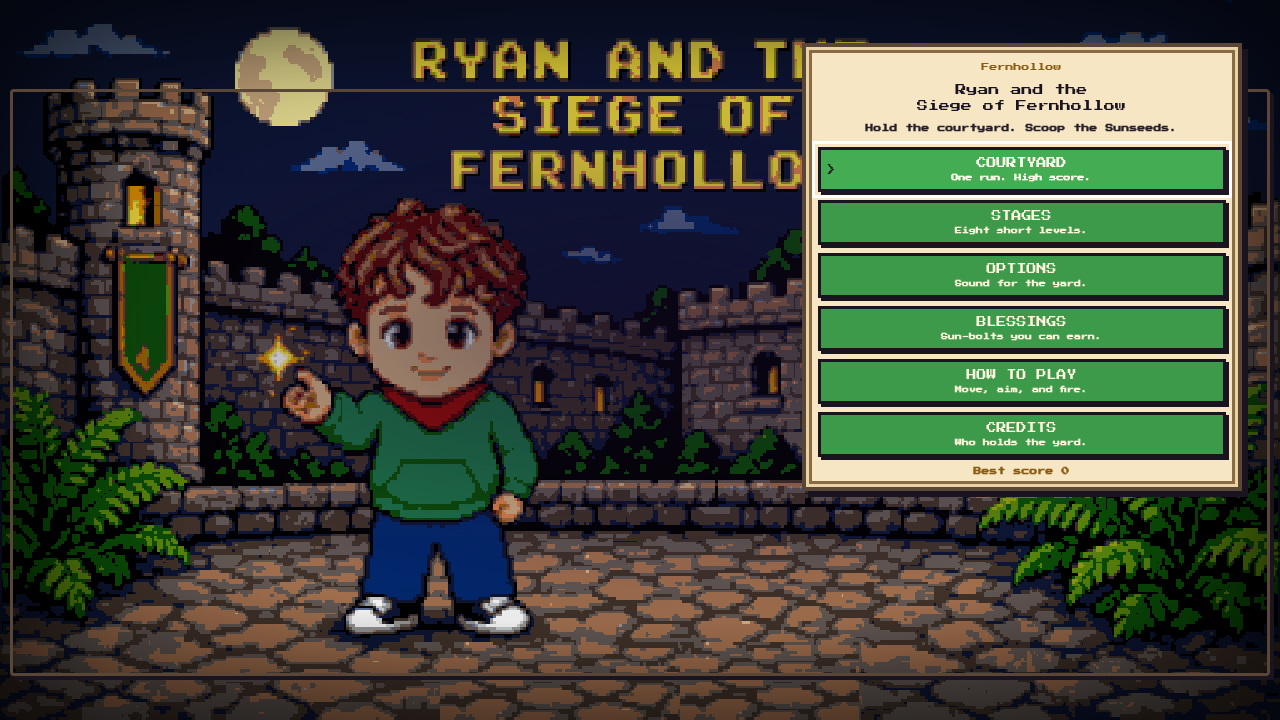 RYAN AND TH
SIEGE OF
FERNHOLLO
Fernhollow
Ryan and the
Siege of Fernhollow
Hold the courtyard. Scoop the Sunseeds.
› COURTYARD
One run. High score.
STAGES
Eight short levels.
OPTIONS
Sound for the yard.
BLESSINGS
Sun-bolts you can earn.
HOW TO PLAY
Move, aim, and fire.
CREDITS
Who holds the yard.
Best score 0